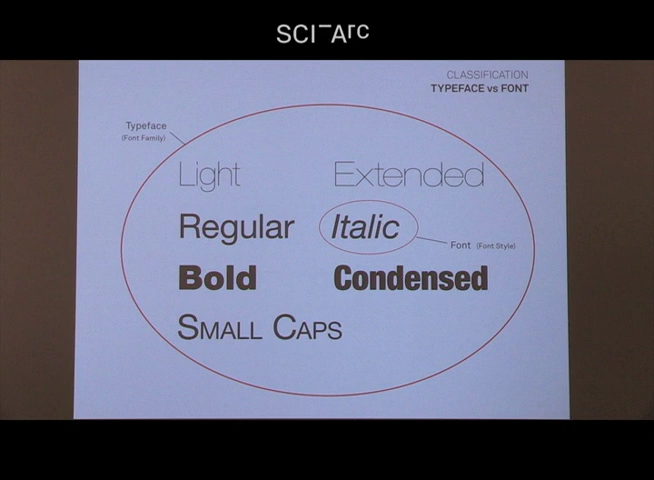 SCI-Arc
CLASSIFICATION
TYPEFACE vs FONT
Typeface
(Font Family)
Light Extended
Regular Italic
Font (Font Style)
Bold Condensed
SMALL CAPS